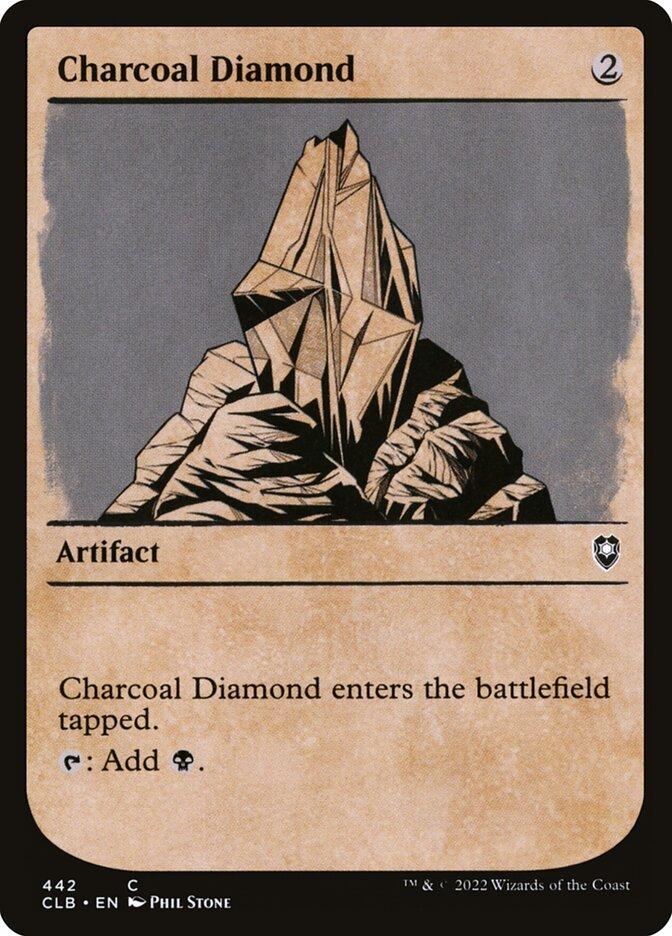 Charcoal Diamond 2
Artifact
Charcoal Diamond enters the battlefield
tapped.
: Add .
442 C
CLB • EN PHIL STONE
™ & © 2022 Wizards of the Coast